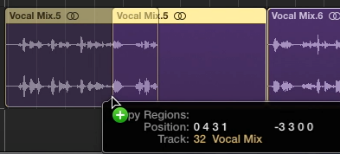 Vocal Mix.5 Vocal Mix.5 Vocal Mix.6
py Regions:
Position: 0 4 3 1 -3 3 0 0
Track: 32 Vocal Mix